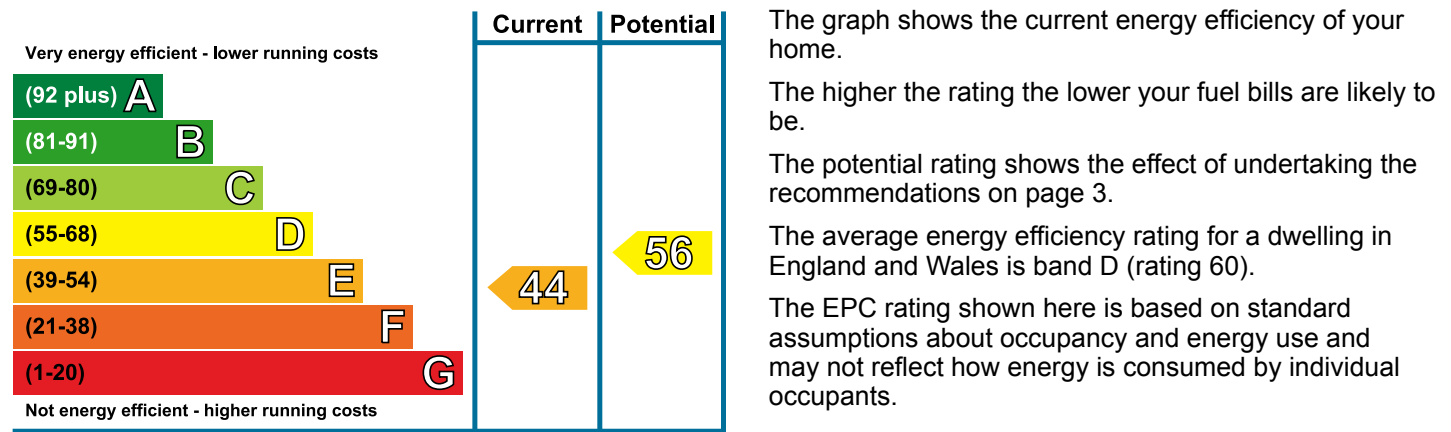 Current Potential
Very energy efficient - lower running costs
(92 plus) A
(81-91) B
(69-80) C
(55-68) D
(39-54) E
(21-38) F
(1-20) G
Not energy efficient - higher running costs
44
56
The graph shows the current energy efficiency of your
home.
The higher the rating the lower your fuel bills are likely to
be.
The potential rating shows the effect of undertaking the
recommendations on page 3.
The average energy efficiency rating for a dwelling in
England and Wales is band D (rating 60).
The EPC rating shown here is based on standard
assumptions about occupancy and energy use and
may not reflect how energy is consumed by individual
occupants.